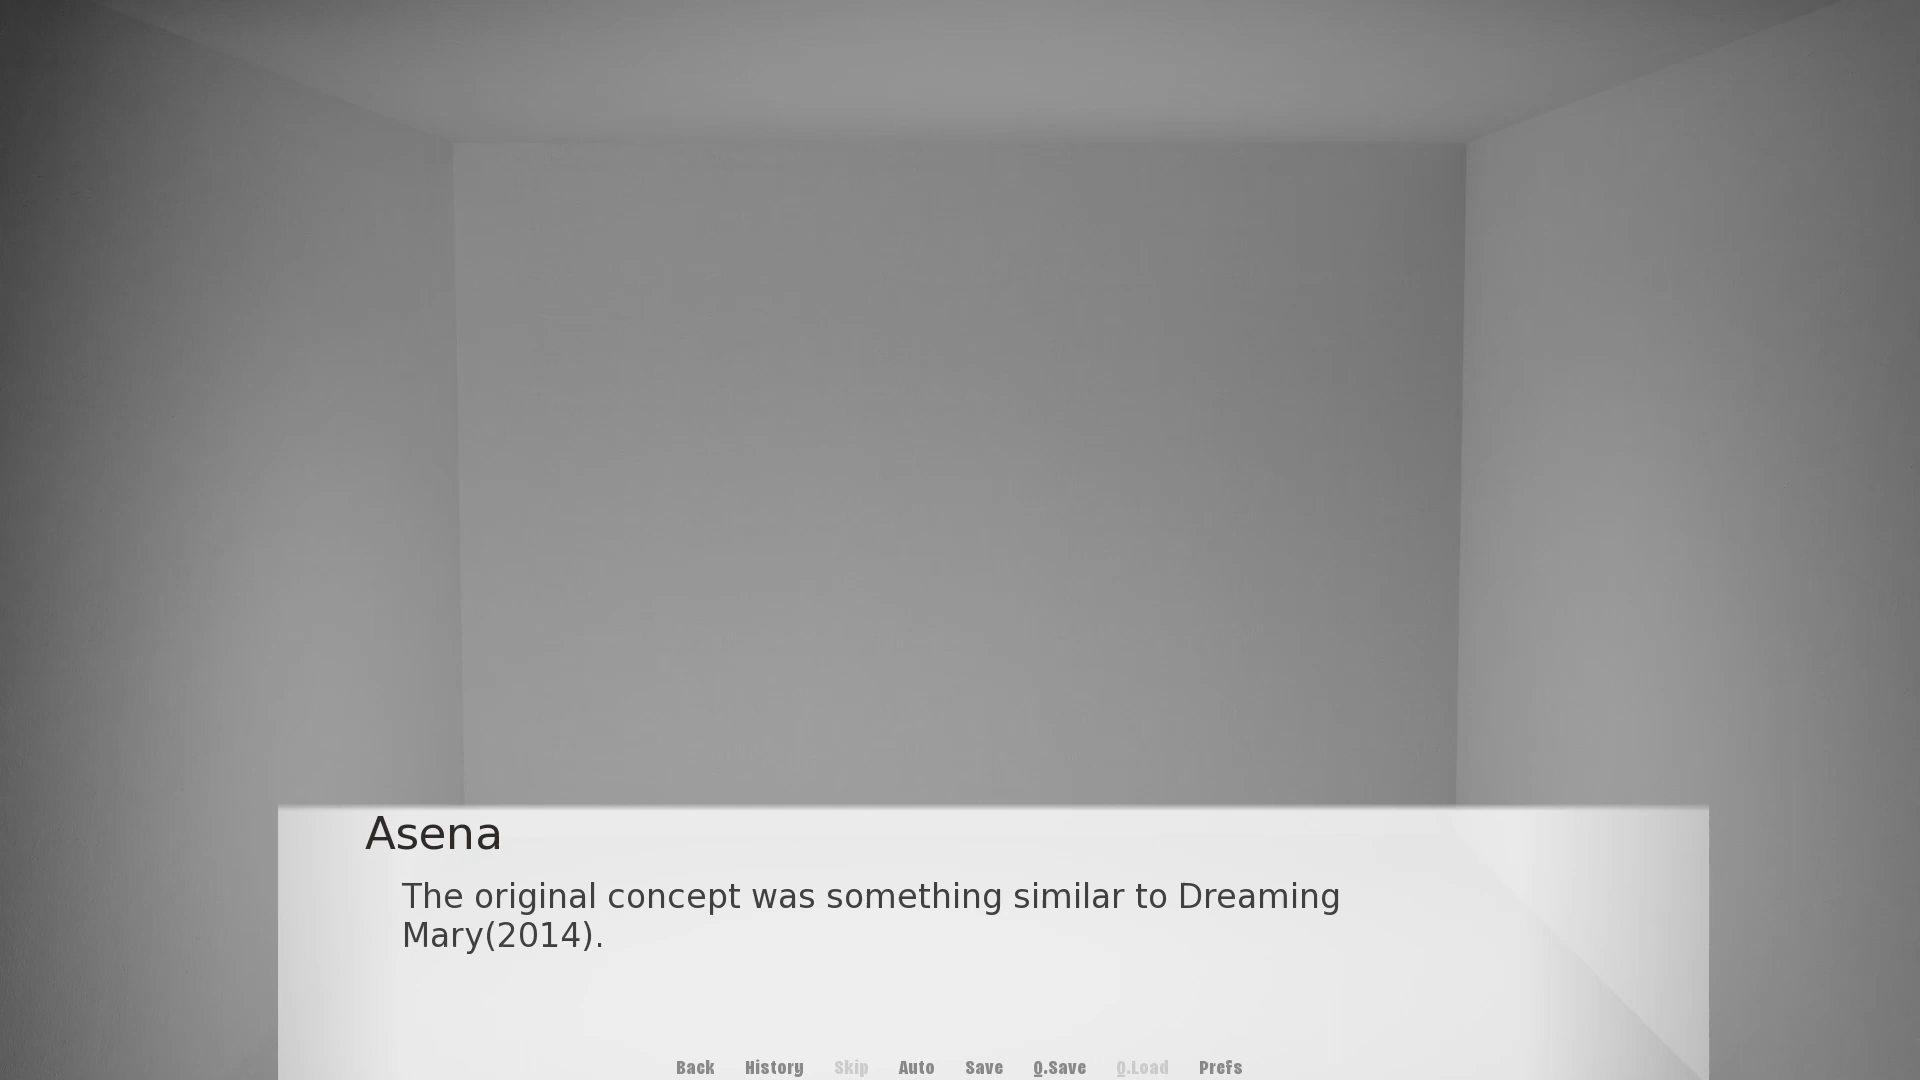 Asena
The original concept was something similar to Dreaming
Mary(2014).
Back History Skip Auto Save Q.Save Q.Load Prefs